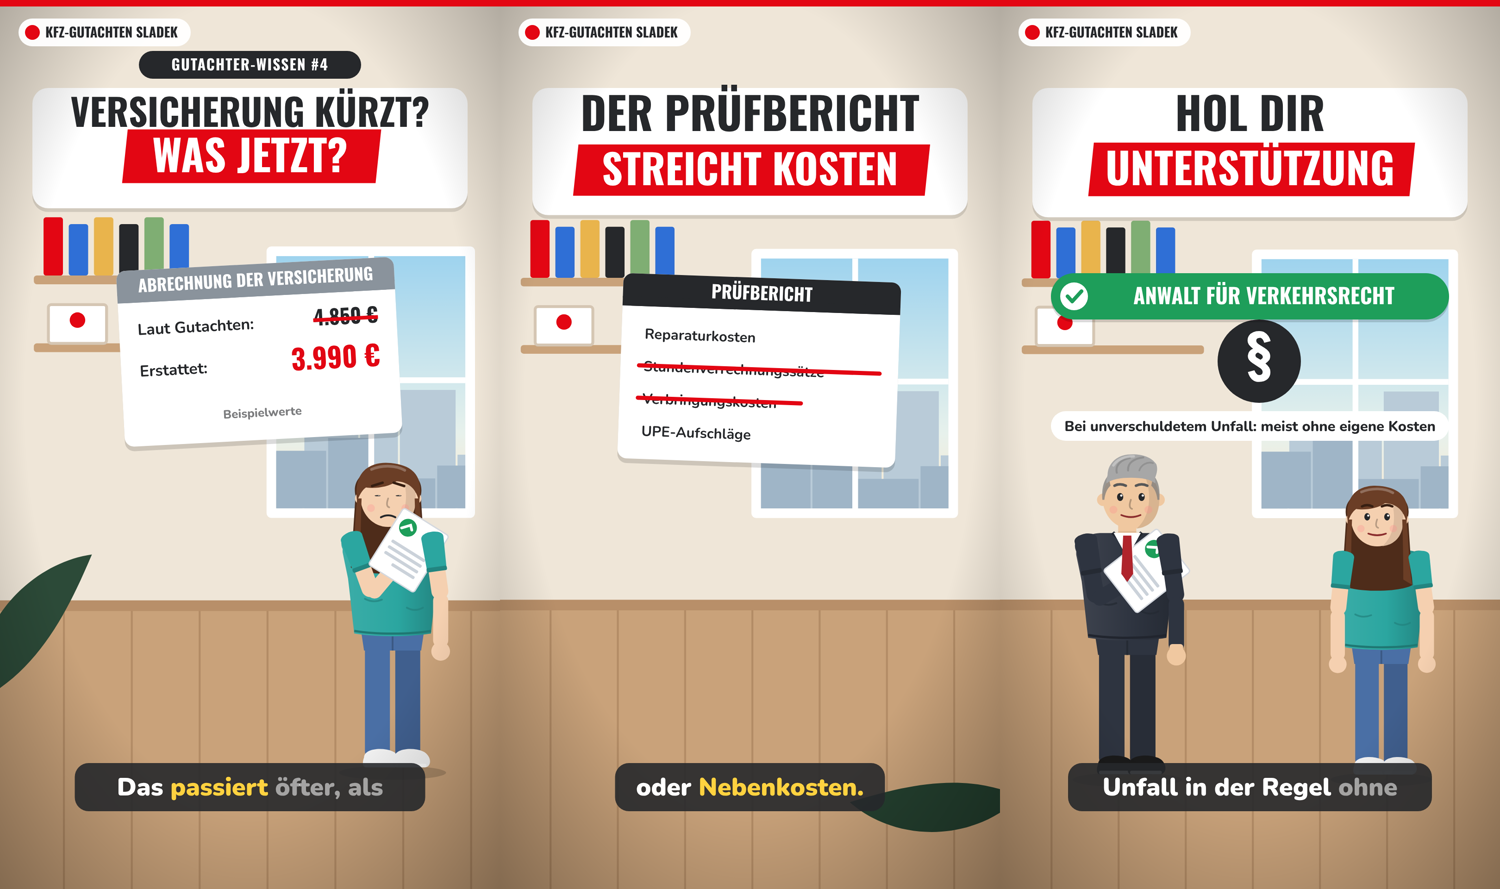 KFZ-GUTACHTEN SLADEK
GUTACHTER-WISSEN #4
VERSICHERUNG KÜRZT?
WAS JETZT?
ABRECHNUNG DER VERSICHERUNG
Laut Gutachten: 4.850 €
Erstattet: 3.990 €
Beispielwerte
Das passiert öfter, als
KFZ-GUTACHTEN SLADEK
DER PRÜFBERICHT
STREICHT KOSTEN
PRÜFBERICHT
Reparaturkosten
Stundenverrechnungssätze
Verbringungskosten
UPE-Aufschläge
oder Nebenkosten.
KFZ-GUTACHTEN SLADEK
HOL DIR
UNTERSTÜTZUNG
ANWALT FÜR VERKEHRSRECHT
§
Bei unverschuldetem Unfall: meist ohne eigene Kosten
Unfall in der Regel ohne